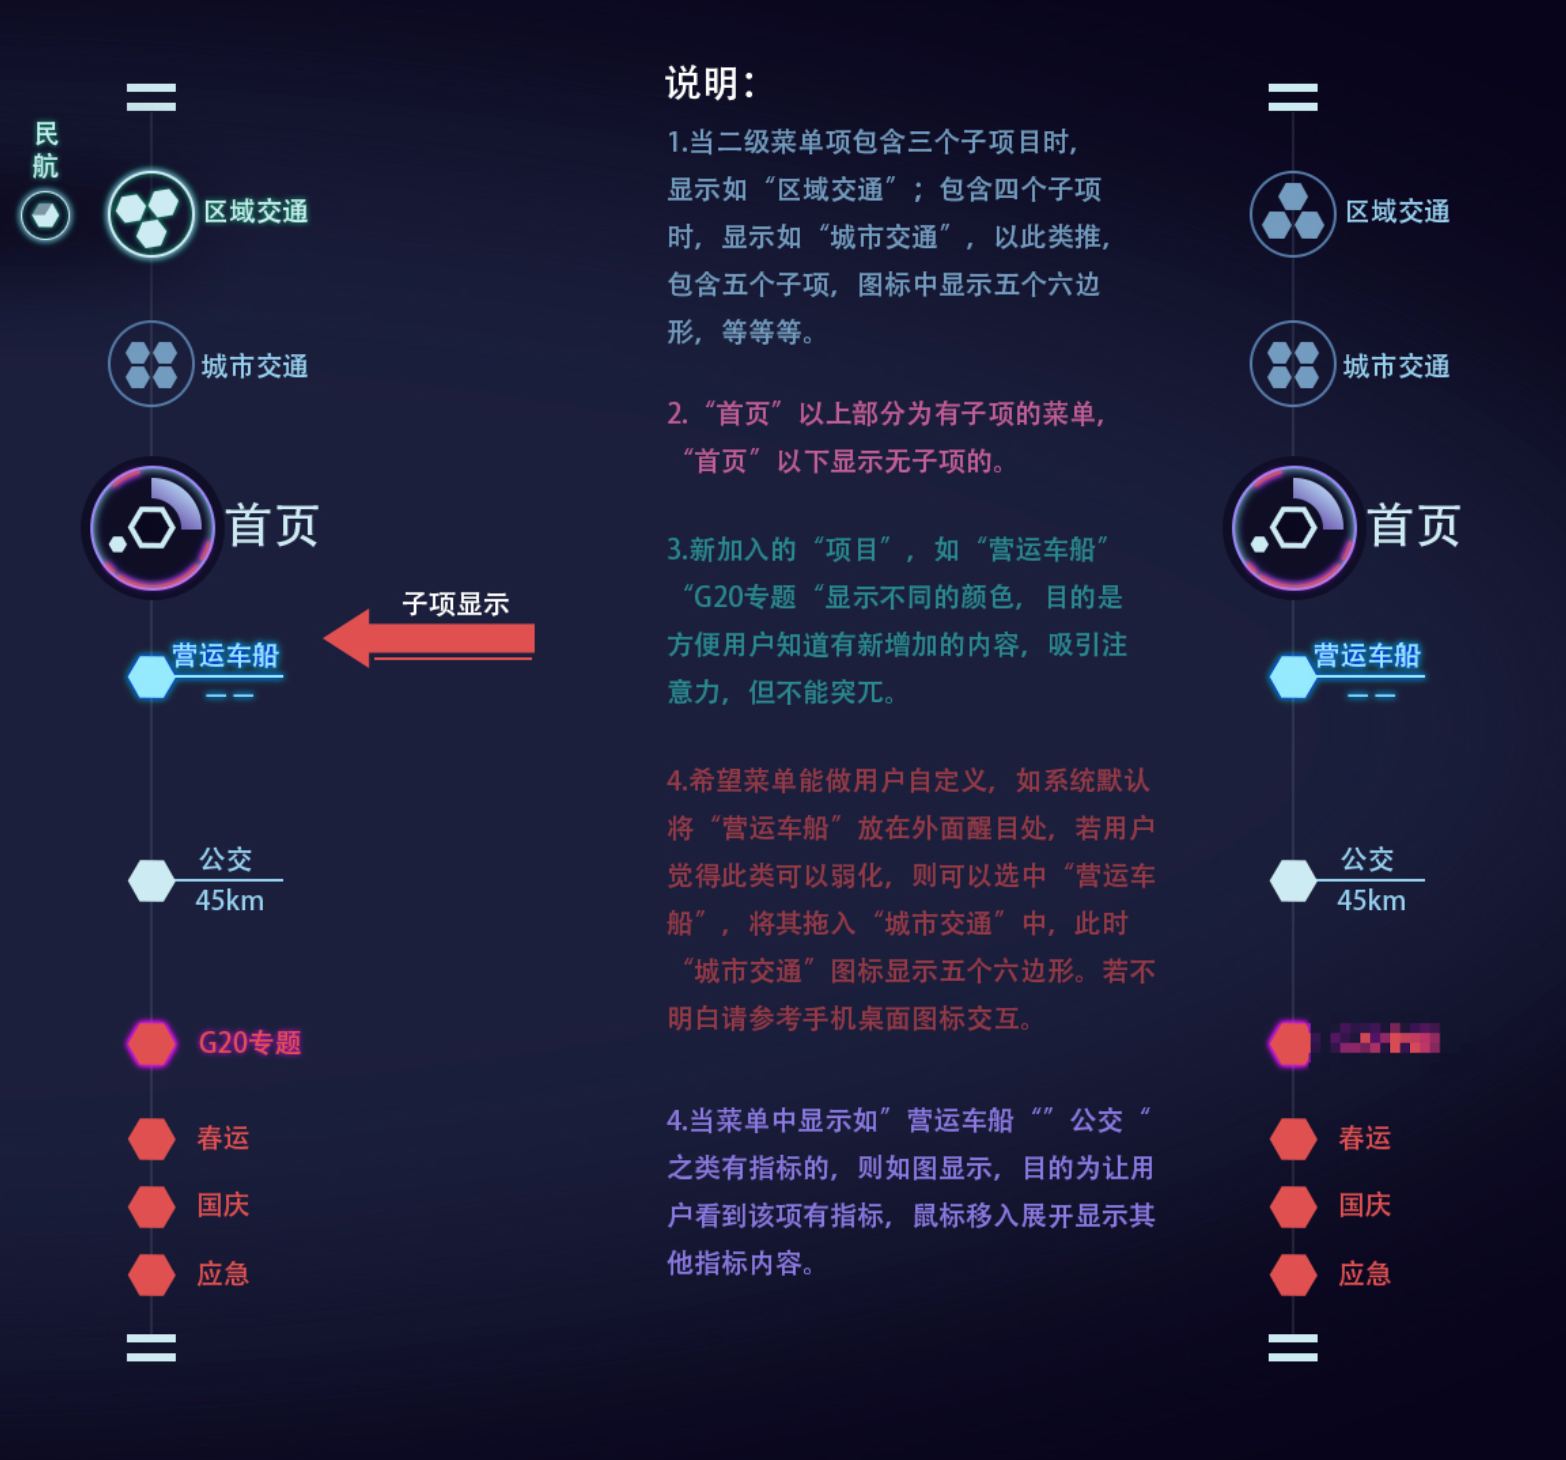 民
航
区域交通
城市交通
首页
子项显示
营运车船
公交
45km
G20专题
春运
国庆
应急
说明：
1.当二级菜单项包含三个子项目时，
显示如“区域交通”；包含四个子项
时，显示如“城市交通”，以此类推，
包含五个子项，图标中显示五个六边
形，等等等。
2.“首页”以上部分为有子项的菜单，
“首页”以下显示无子项的。
3.新加入的“项目”，如“营运车船”
“G20专题“显示不同的颜色，目的是
方便用户知道有新增加的内容，吸引注
意力，但不能突兀。
4.希望菜单能做用户自定义，如系统默认
将“营运车船”放在外面醒目处，若用户
觉得此类可以弱化，则可以选中“营运车
船”，将其拖入“城市交通”中，此时
“城市交通”图标显示五个六边形。若不
明白请参考手机桌面图标交互。
4.当菜单中显示如”营运车船“”公交“
之类有指标的，则如图显示，目的为让用
户看到该项有指标，鼠标移入展开显示其
他指标内容。
区域交通
城市交通
首页
营运车船
公交
45km
春运
国庆
应急